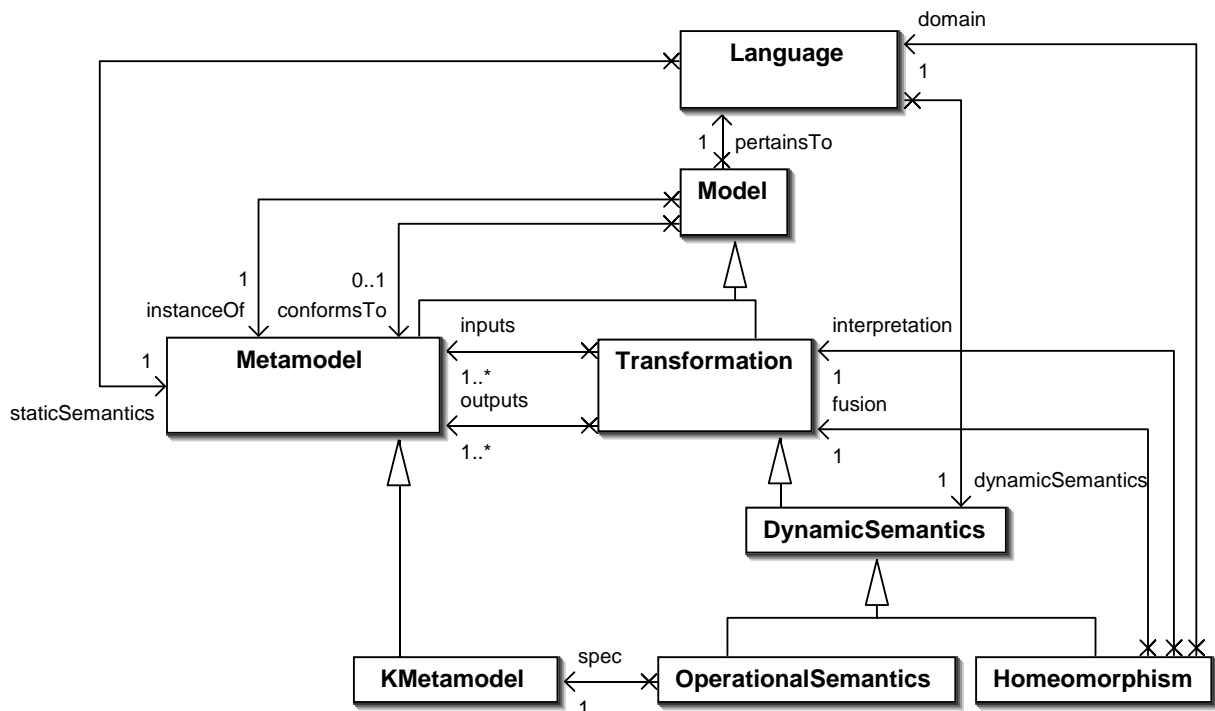 domain
Language
1
1
pertainsTo
Model
1
0..1
instanceOf
conformsTo
inputs
interpretation
1
Metamodel
Transformation
1..*
1
staticSemantics
outputs
fusion
1..*
1
1
dynamicSemantics
DynamicSemantics
spec
KMetamodel
OperationalSemantics
Homeomorphism
1